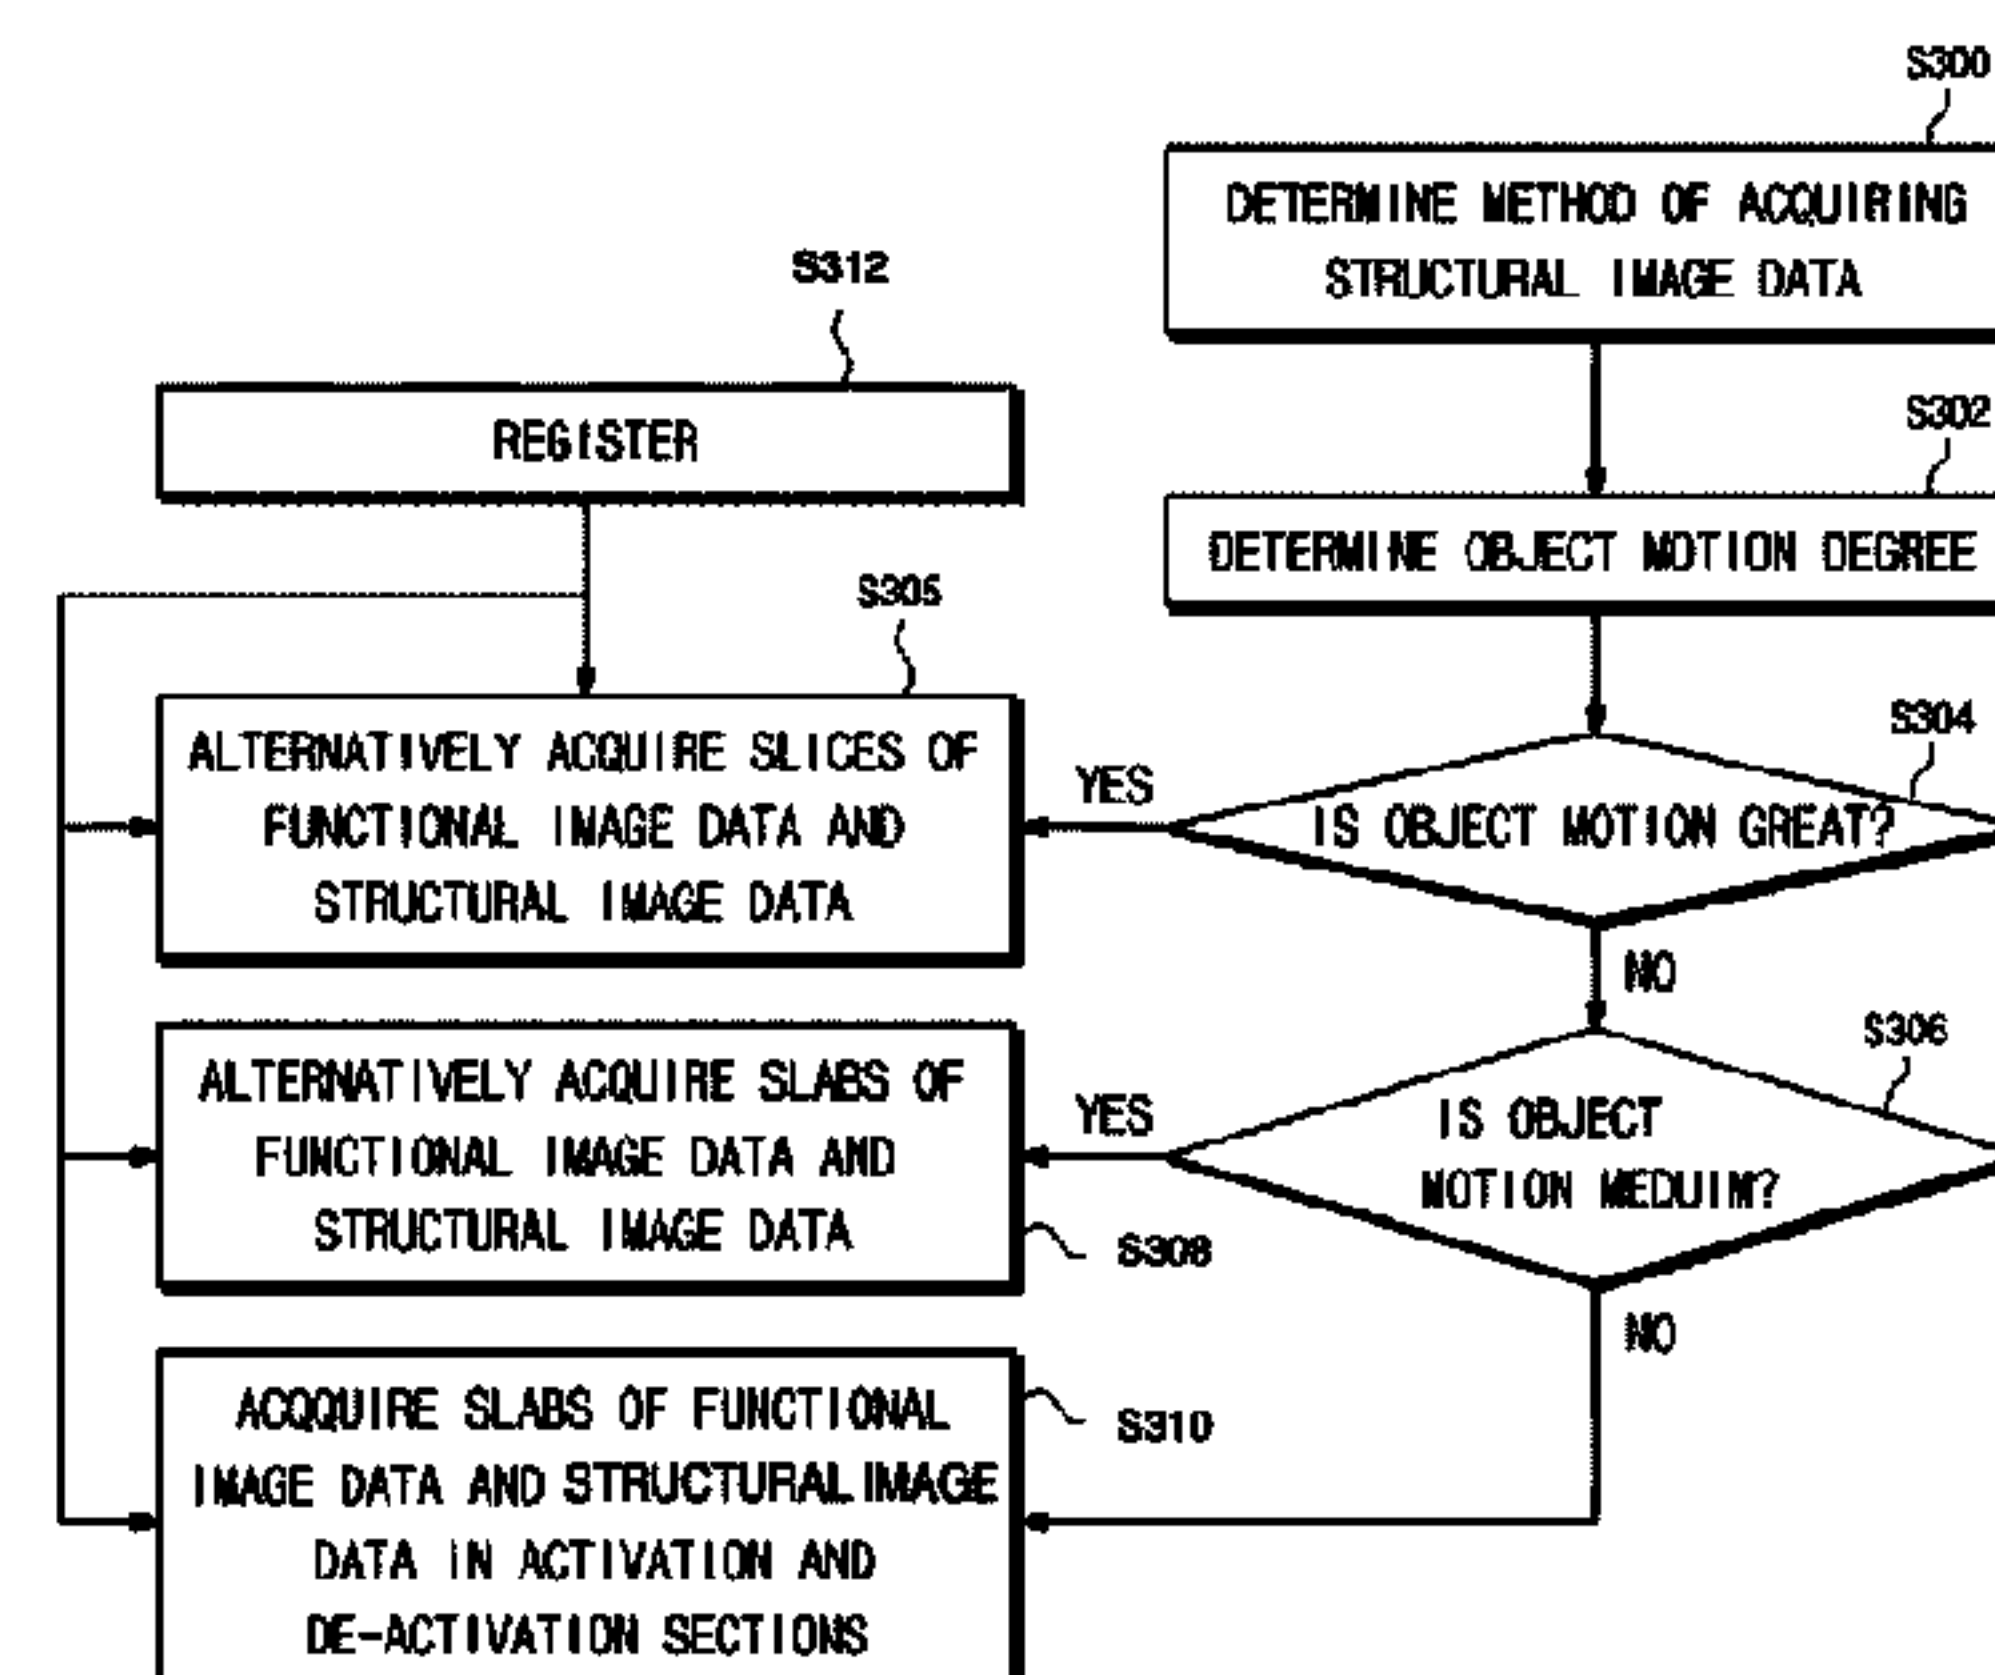 S300
DETERMINE METHOD OF ACQUIRING
STRUCTURAL IMAGE DATA
S312
REGISTER
S302
DETERMINE OBJECT MOTION DEGREE
S305
ALTERNATIVELY ACQUIRE SLICES OF
FUNCTIONAL IMAGE DATA AND
STRUCTURAL IMAGE DATA
YES
S304
IS OBJECT MOTION GREAT?
NO
S306
ALTERNATIVELY ACQUIRE SLABS OF
FUNCTIONAL IMAGE DATA AND
STRUCTURAL IMAGE DATA
YES
IS OBJECT
MOTION MEDUIM?
S308
NO
ACQQUIRE SLABS OF FUNCTIONAL
IMAGE DATA AND STRUCTURAL IMAGE
DATA IN ACTIVATION AND
DE-ACTIVATION SECTIONS
S310